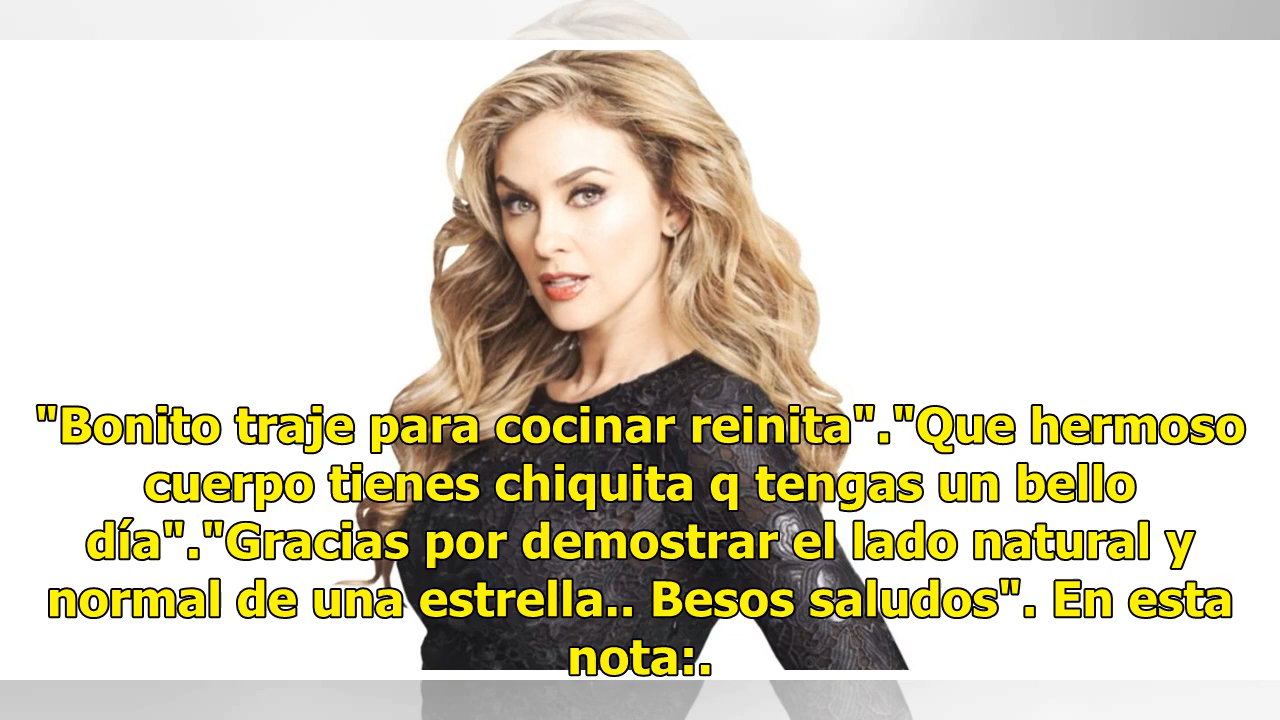 "Bonito traje para cocinar reinita"."Que hermoso
cuerpo tienes chiquita q tengas un bello
día"."Gracias por demostrar el lado natural y
normal de una estrella.. Besos saludos". En esta
nota:.